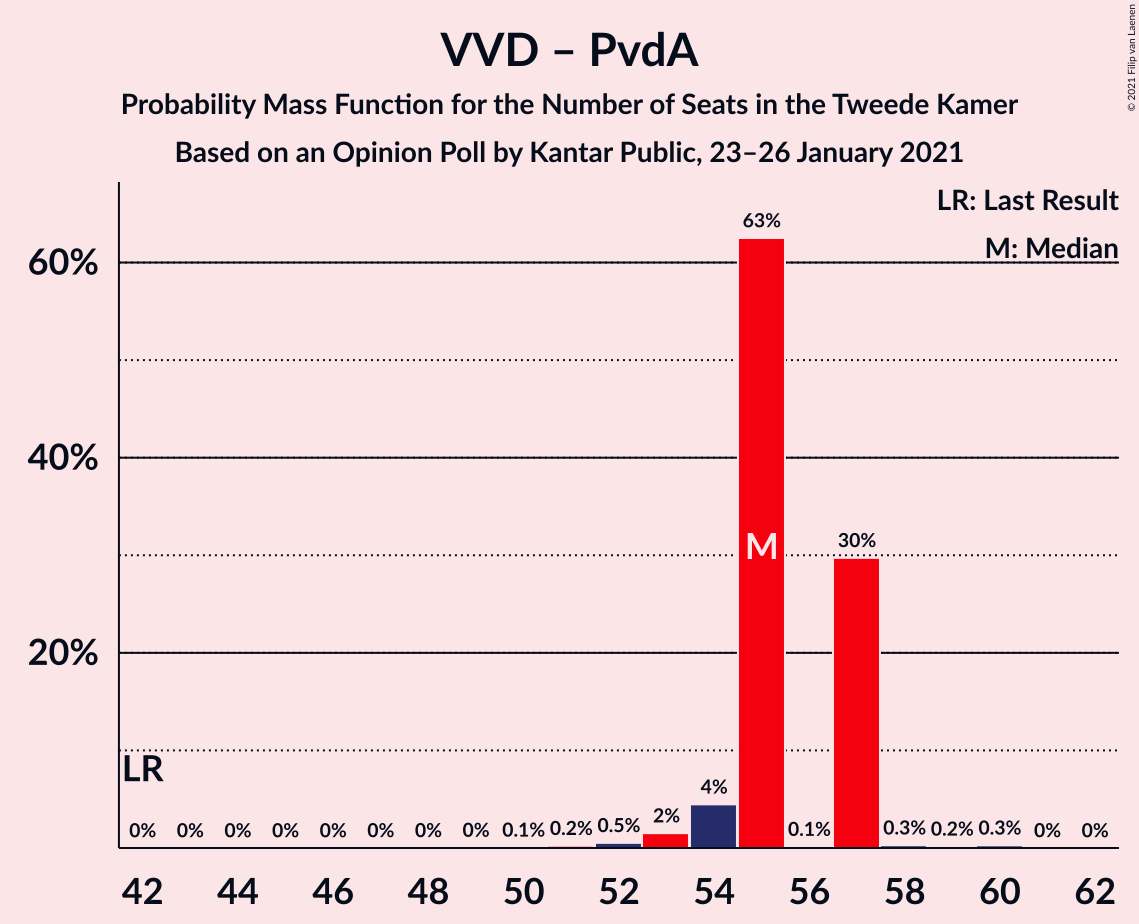 VVD – PvdA
Probability Mass Function for the Number of Seats in the Tweede Kamer
Based on an Opinion Poll by Kantar Public, 23–26 January 2021
© 2021 Filip van Laenen
LR: Last Result
M: Median
60%
40%
20%
63%
M
30%
LR
0% 0% 0% 0% 0% 0% 0% 0% 0.1% 0.2% 0.5% 2% 4% 0.1% 0.3% 0.2% 0.3% 0% 0%
42 44 46 48 50 52 54 56 58 60 62